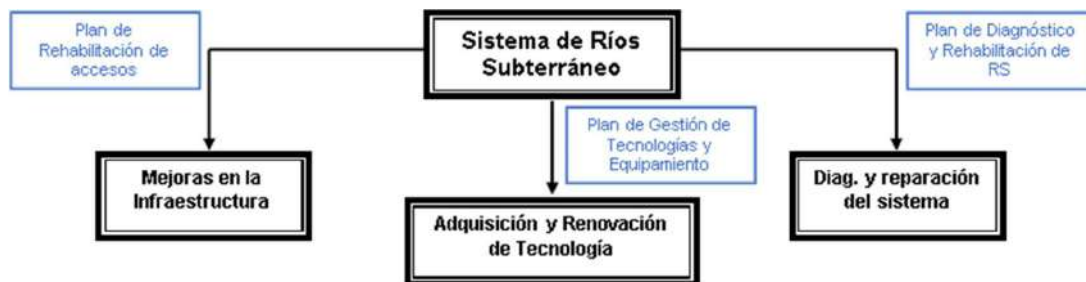 Plan de
Rehabilitación de
accesos
Sistema de Ríos
Subterráneo
Plan de Diagnóstico
y Rehabilitación de
RS
Plan de Gestión de
Tecnologías y
Equipamiento
Mejoras en la
Infraestructura
Adquisición y Renovación
de Tecnología
Diag. y reparación
del sistema